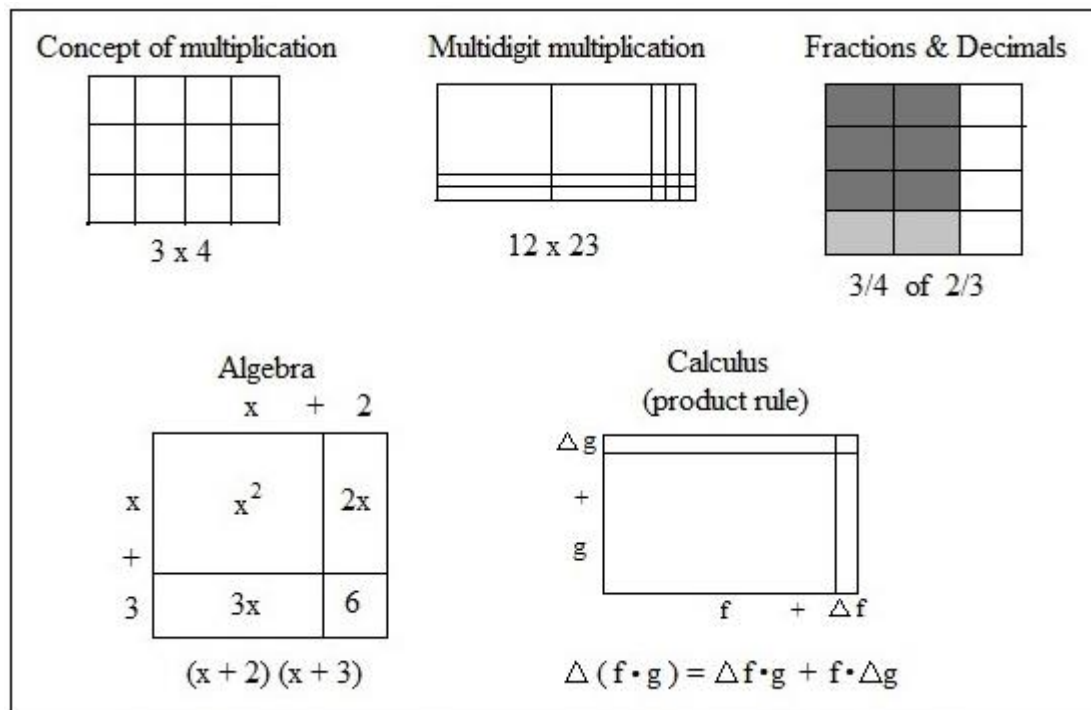 Concept of multiplication
3 x 4
Multidigit multiplication
12 x 23
Fractions & Decimals
3/4 of 2/3
Algebra
x + 2
x
+
3
x²
2x
3x
6
(x + 2) (x + 3)
Calculus
(product rule)
△g
+
g
f + △f
△(f·g) = △f·g + f·△g